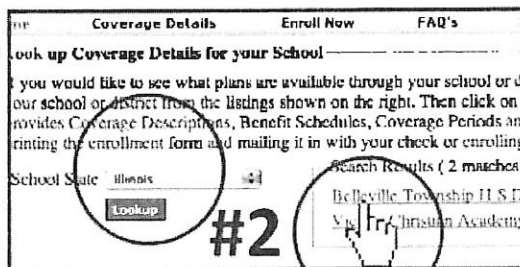 Coverage Details Enroll Now FAQ's
ook up Coverage Details for your School
you would like to see what plans are available through your school or d
our school or district from the listings shown on the right. Then click on
rovides Coverage Descriptions, Benefit Schedules, Coverage Periods an
rinting the enrollment form and mailing it in with your check or enrolling
School State Illinois
Search Results ( 2 matches
Lookup
Belleville Township H S D
Christian Academy
#2